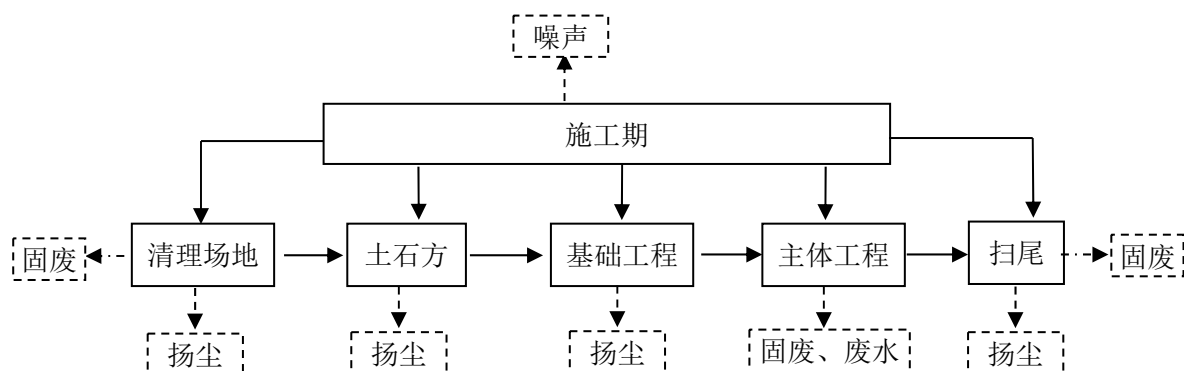 噪声
施工期
固废
清理场地
土石方
基础工程
主体工程
扫尾
固废
扬尘
扬尘
扬尘
固废、废水
扬尘